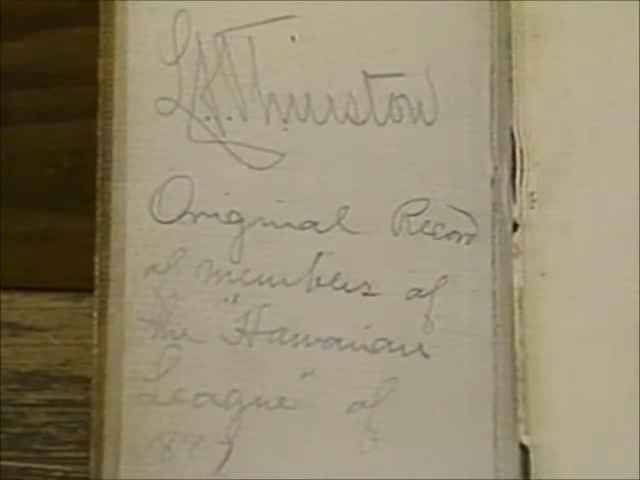 L.A. Thurston
Original Record
of members of
the "Hawaiian
League" of
1887